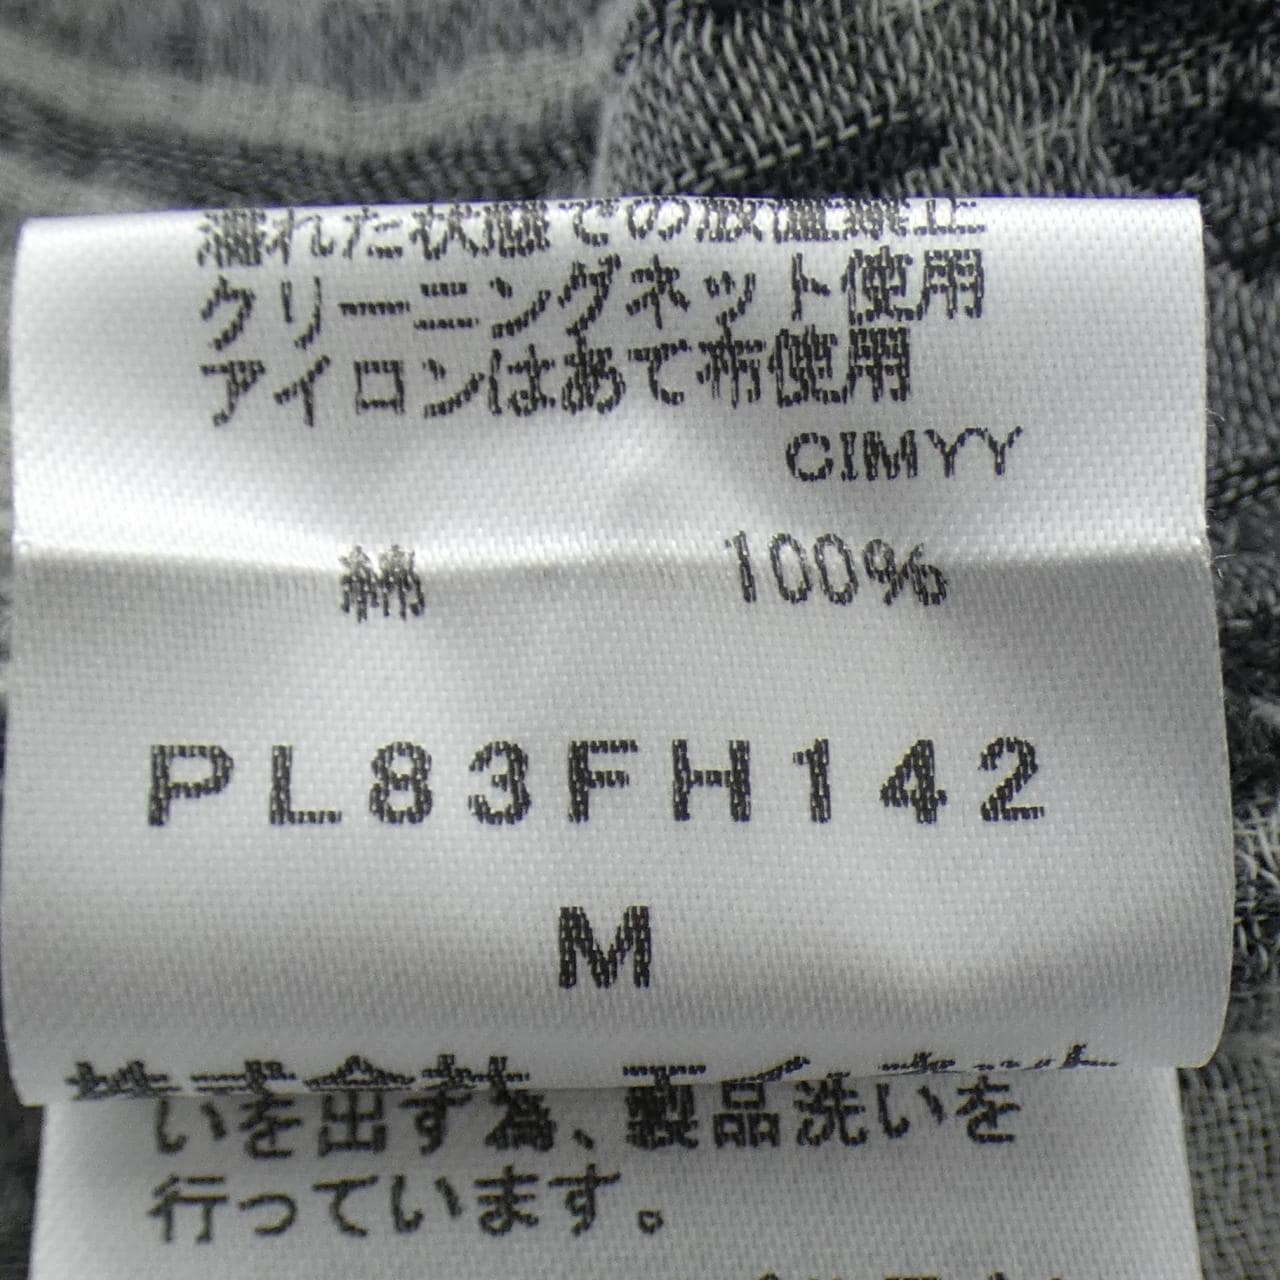 濡れた状態での放置禁止
クリーニングネット使用
アイロンはあて布使用
CIMYY
綿 100%
PL83FH142
M
いを出す為、製品洗いを
行っています。